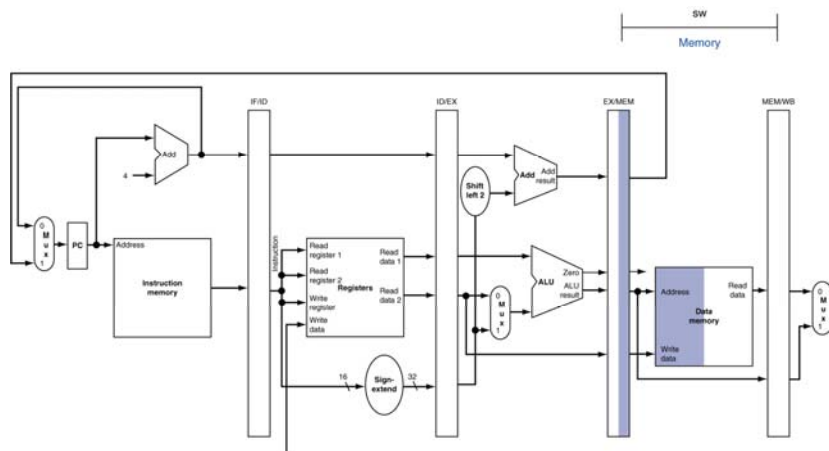 SW
Memory
IF/ID
ID/EX
EX/MEM
MEM/WB
Add
4
Shift
left 2
Add
Add
result
0
M
u
x
1
PC
Address
Instruction
memory
Instruction
Read
register 1
Read
register 2
Write
register
Write
data
Registers
Read
data 1
Read
data 2
0
M
u
x
1
Zero
ALU
ALU
result
Address
Read
data
Data
memory
Write
data
0
M
u
x
1
16
Sign-
extend
32